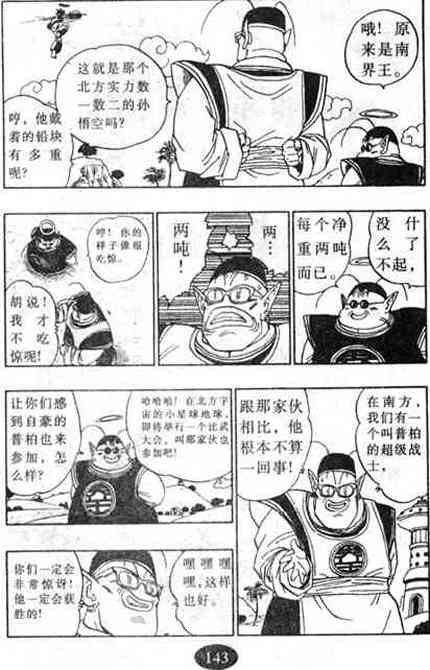 哦！原
来是南
界王。
这就是那个
北方实力数
一数二的孙
悟空吗？
哼，他戴
着的铅块
有多重
呢？
没什
么了
不起，
每个净
重两吨
而已。
两…
两
吨！
哼！你的
样子像很
吃惊。
胡说！
我才
不吃
惊呢！
在南方，
我们有一
个叫普柏
的超级战
士，
跟那家伙
相比，他
根本不算
一回事！
哈哈哈！在北方宇
宙的小星球地球，
即将举行一个比武
大会，叫那家伙也
参加吧！
让你们感
到自豪的
普柏也来
参加，怎
么样？
嘿嘿嘿
嘿，这样
也好。
你们一定会
非常惊讶！
他一定会获
胜的！
143